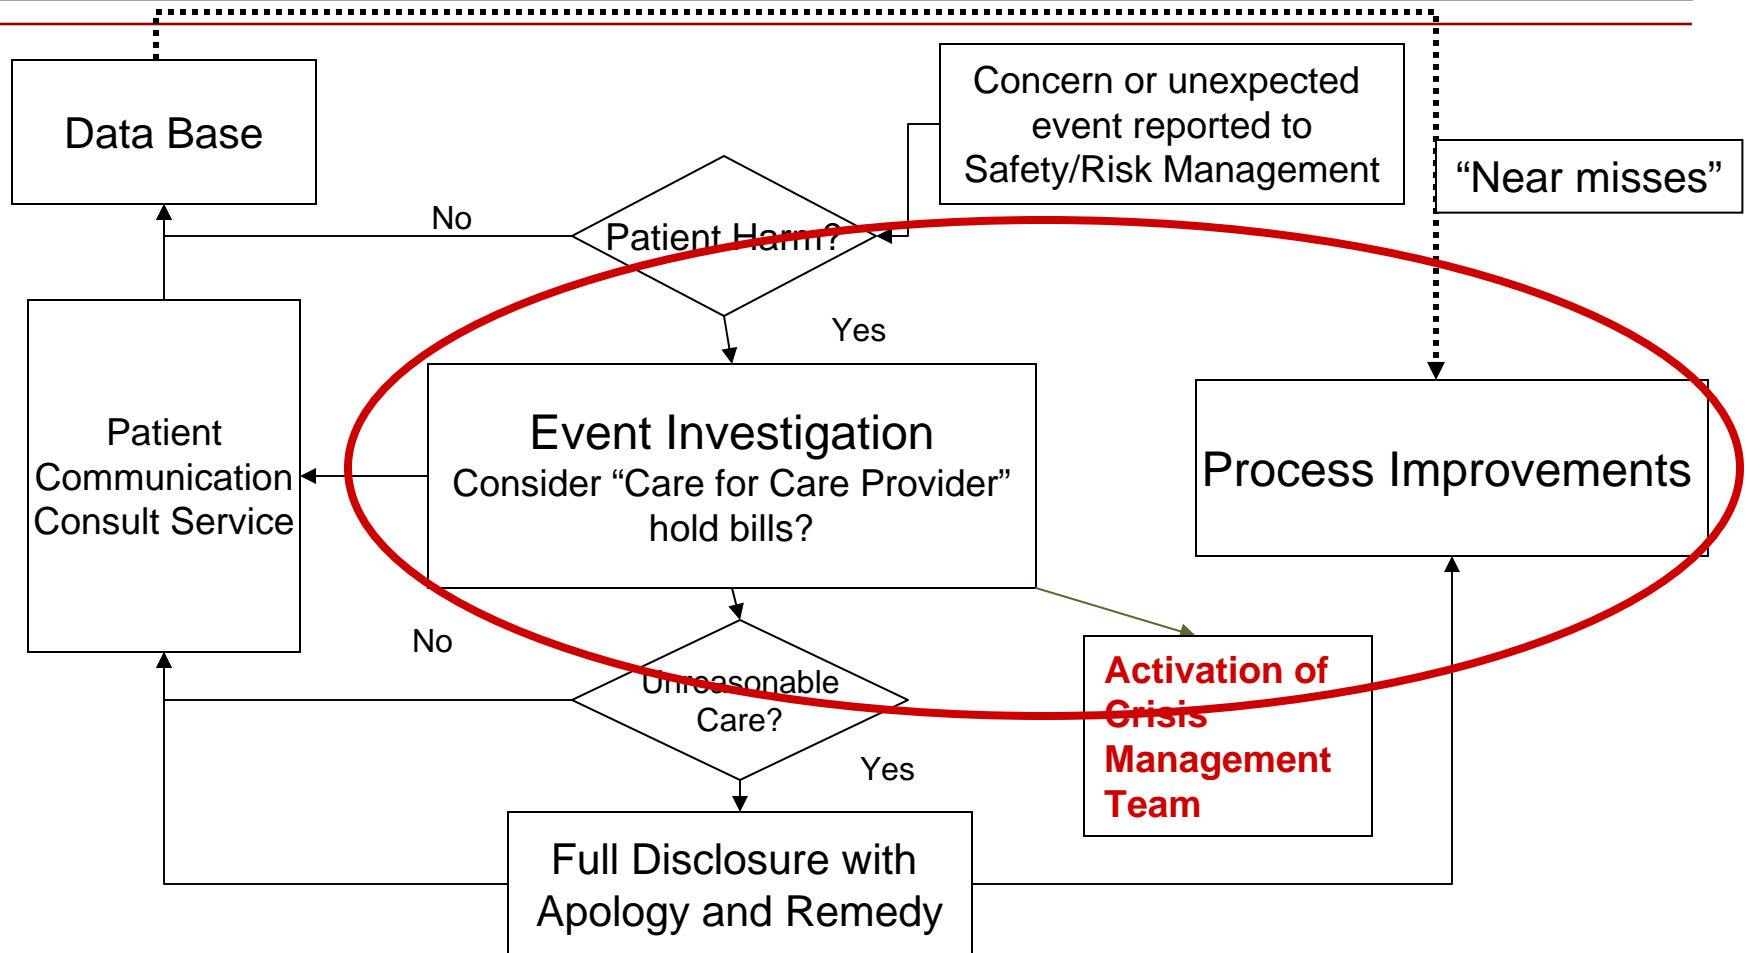 Data Base
Concern or unexpected
event reported to
Safety/Risk Management
“Near misses”
No
Patient Harm?
Yes
Patient
Communication
Consult Service
Event Investigation
Consider “Care for Care Provider”
hold bills?
Process Improvements
No
Unreasonable
Care?
Yes
Activation of
Crisis
Management
Team
Full Disclosure with
Apology and Remedy